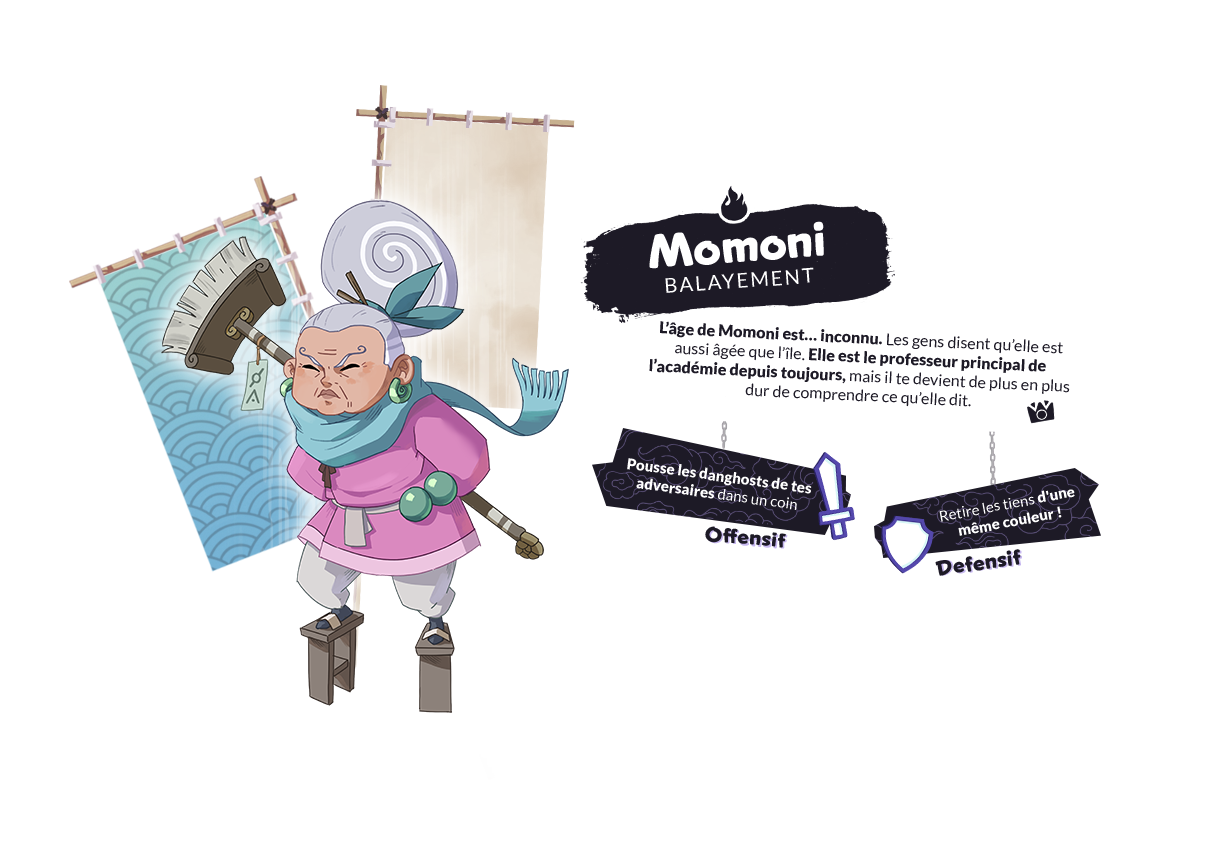 Momoni
BALAYEMENT
L'âge de Momoni est... inconnu. Les gens disent qu'elle est
aussi âgée que l'île. Elle est le professeur principal de
l'académie depuis toujours, mais il te devient de plus en plus
dur de comprendre ce qu'elle dit.
Pousse les danghosts de tes
adversaires dans un coin
Offensif
Retire les tiens d'une
même couleur !
Defensif